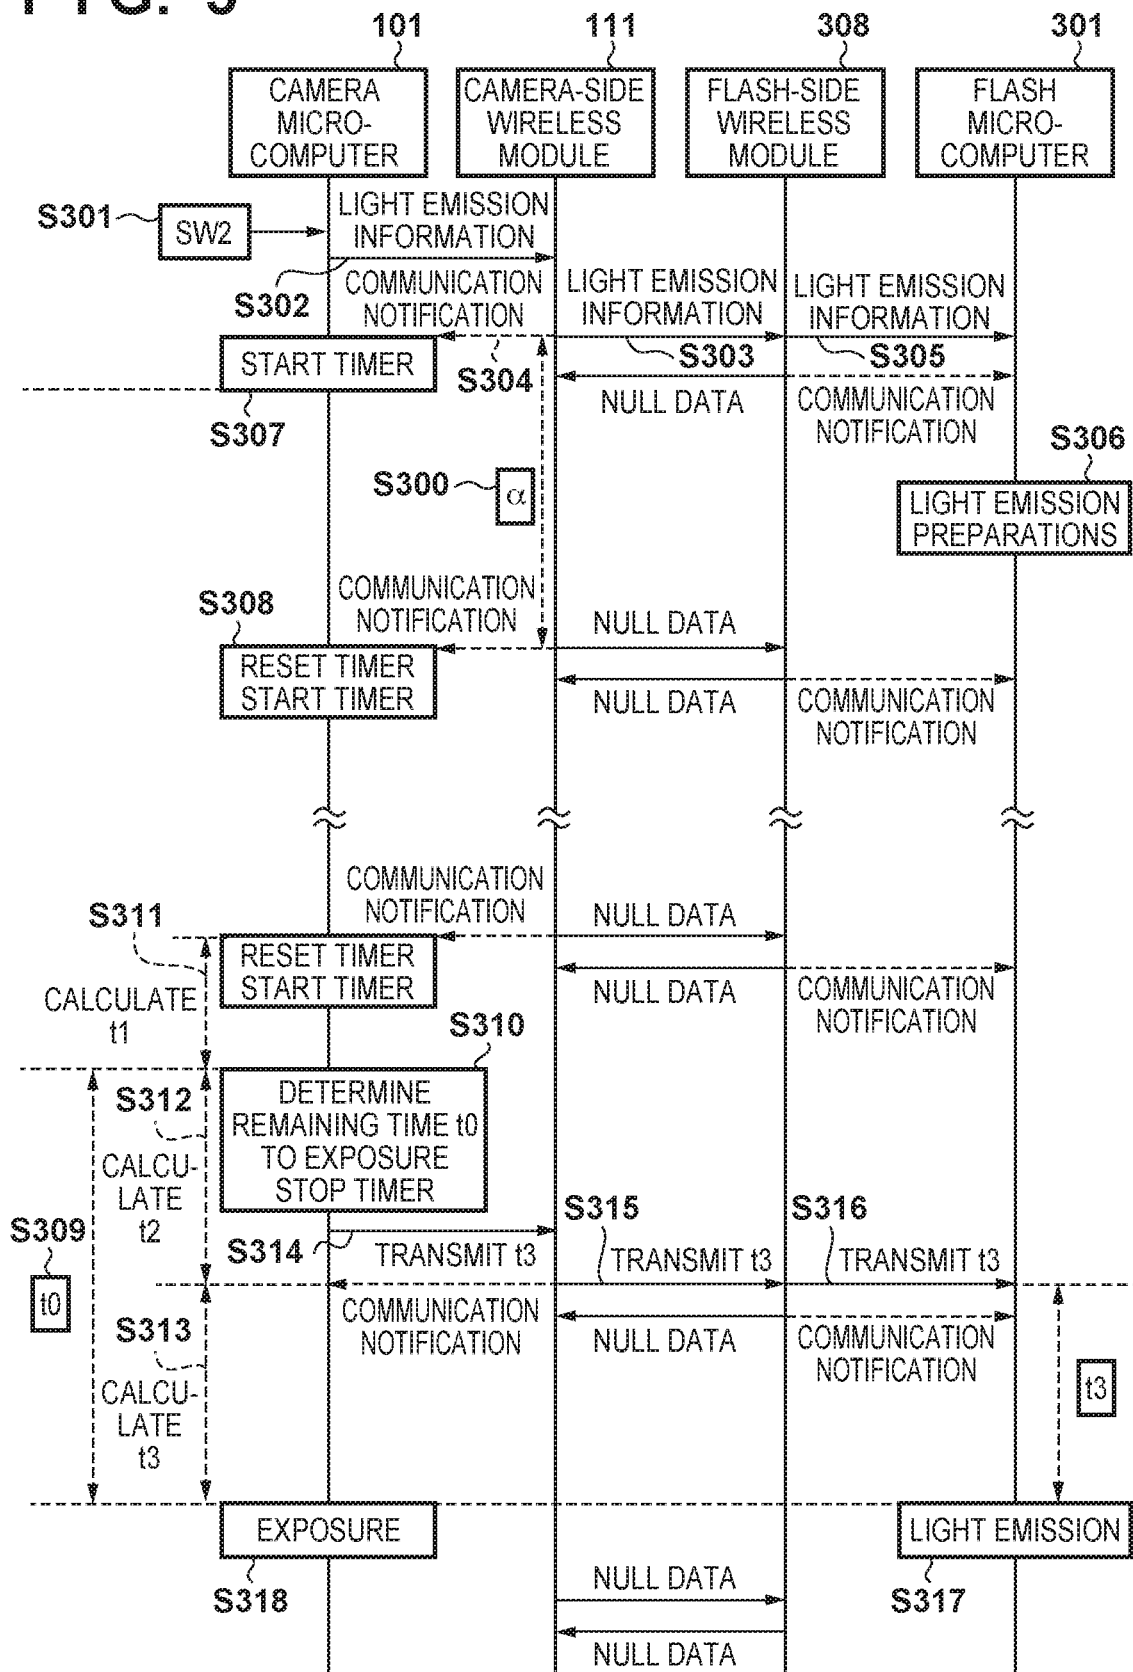 101
111
308
301
CAMERA
MICRO-
COMPUTER
CAMERA-SIDE
WIRELESS
MODULE
FLASH-SIDE
WIRELESS
MODULE
FLASH
MICRO-
COMPUTER
S301
SW2
LIGHT EMISSION
INFORMATION
S302
COMMUNICATION
NOTIFICATION
LIGHT EMISSION
INFORMATION
LIGHT EMISSION
INFORMATION
START TIMER
S304
S303
S305
NULL DATA
COMMUNICATION
NOTIFICATION
S307
S306
S300
α
LIGHT EMISSION
PREPARATIONS
COMMUNICATION
NOTIFICATION
S308
NULL DATA
RESET TIMER
START TIMER
NULL DATA
COMMUNICATION
NOTIFICATION
COMMUNICATION
NOTIFICATION
S311
NULL DATA
RESET TIMER
START TIMER
CALCULATE
t1
NULL DATA
COMMUNICATION
NOTIFICATION
S310
S312
DETERMINE
REMAINING TIME t0
TO EXPOSURE
STOP TIMER
CALCU-
LATE
t2
S309
t0
S314
TRANSMIT t3
S315
TRANSMIT t3
S316
TRANSMIT t3
COMMUNICATION
NOTIFICATION
S313
NULL DATA
COMMUNICATION
NOTIFICATION
CALCU-
LATE
t3
t3
EXPOSURE
LIGHT EMISSION
S318
S317
NULL DATA
NULL DATA